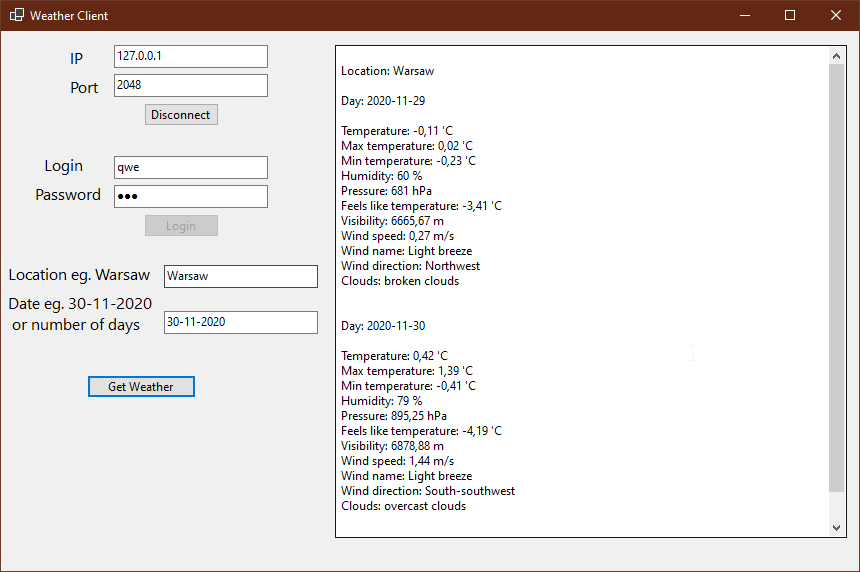 Weather Client
IP
127.0.0.1
Port
2048
Disconnect
Login
qwe
Password
●●●
Login
Location eg. Warsaw
Warsaw
Date eg. 30-11-2020
or number of days
30-11-2020
Get Weather
Location: Warsaw
Day: 2020-11-29
Temperature: -0,11 'C
Max temperature: 0,02 'C
Min temperature: -0,23 'C
Humidity: 60 %
Pressure: 681 hPa
Feels like temperature: -3,41 'C
Visibility: 6665,67 m
Wind speed: 0,27 m/s
Wind name: Light breeze
Wind direction: Northwest
Clouds: broken clouds
Day: 2020-11-30
Temperature: 0,42 'C
Max temperature: 1,39 'C
Min temperature: -0,41 'C
Humidity: 79 %
Pressure: 895,25 hPa
Feels like temperature: -4,19 'C
Visibility: 6878,88 m
Wind speed: 1,44 m/s
Wind name: Light breeze
Wind direction: South-southwest
Clouds: overcast clouds